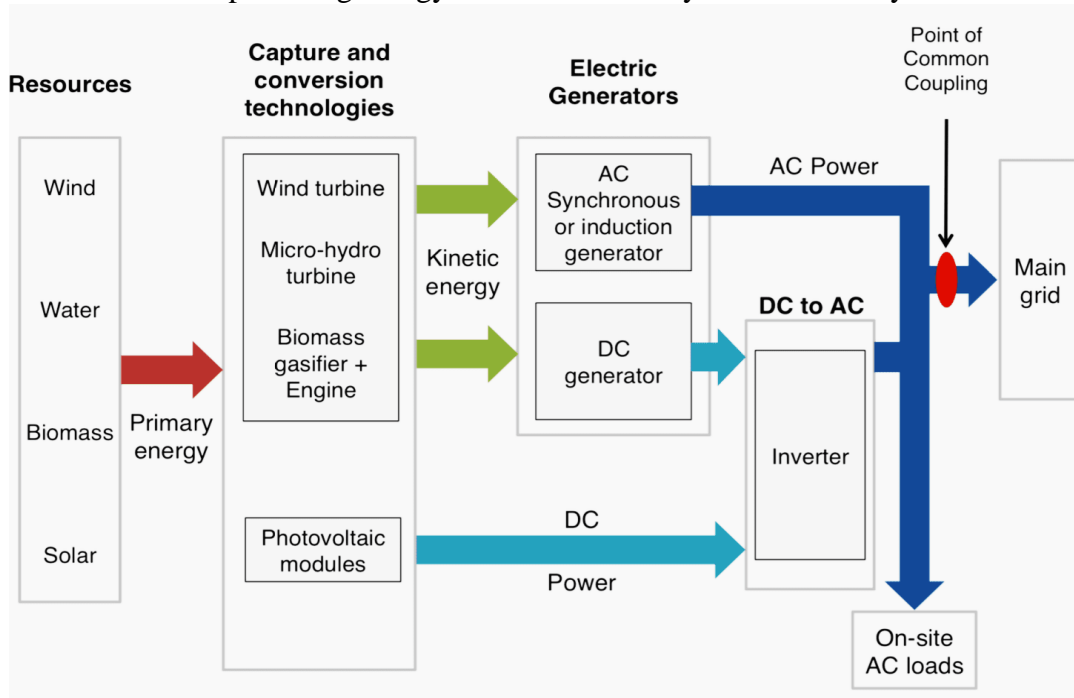 Resources
Capture and
conversion
technologies
Electric
Generators
Point of
Common
Coupling
Wind
Water
Biomass
Solar
Primary
energy
Wind turbine
Micro-hydro
turbine
Biomass
gasifier +
Engine
Photovoltaic
modules
Kinetic
energy
AC
Synchronous
or induction
generator
DC
generator
AC Power
DC to AC
Inverter
DC
Power
Main
grid
On-site
AC loads